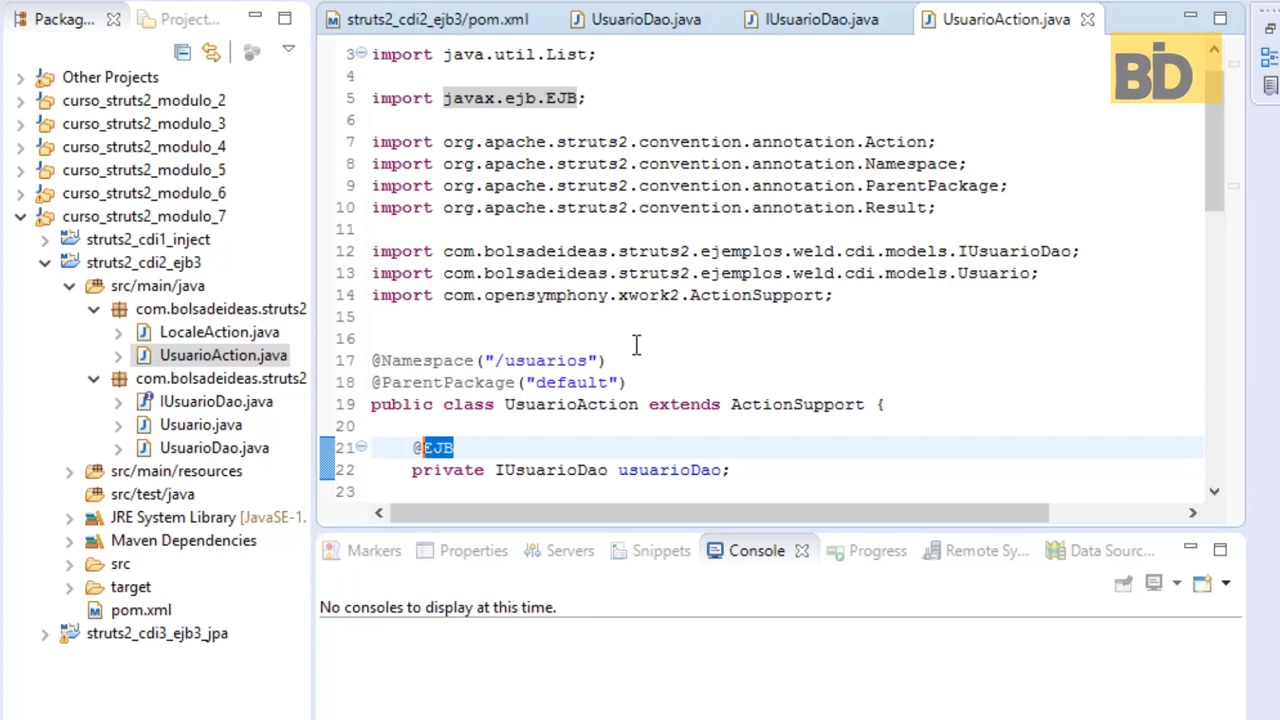 Packag...
Project...
Other Projects
curso_struts2_modulo_2
curso_struts2_modulo_3
curso_struts2_modulo_4
curso_struts2_modulo_5
curso_struts2_modulo_6
curso_struts2_modulo_7
struts2_cdi1_inject
struts2_cdi2_ejb3
src/main/java
com.bolsadeideas.struts2
LocaleAction.java
UsuarioAction.java
com.bolsadeideas.struts2
IUsuarioDao.java
Usuario.java
UsuarioDao.java
src/main/resources
src/test/java
JRE System Library [JavaSE-1.
Maven Dependencies
src
target
pom.xml
struts2_cdi3_ejb3_jpa
struts2_cdi2_ejb3/pom.xml
UsuarioDao.java
IUsuarioDao.java
UsuarioAction.java
BD
3 import java.util.List;
4
5 import javax.ejb.EJB;
6
7 import org.apache.struts2.convention.annotation.Action;
8 import org.apache.struts2.convention.annotation.Namespace;
9 import org.apache.struts2.convention.annotation.ParentPackage;
10 import org.apache.struts2.convention.annotation.Result;
11
12 import com.bolsadeideas.struts2.ejemplos.weld.cdi.models.IUsuarioDao;
13 import com.bolsadeideas.struts2.ejemplos.weld.cdi.models.Usuario;
14 import com.opensymphony.xwork2.ActionSupport;
15
16
17 @Namespace("/usuarios")
18 @ParentPackage("default")
19 public class UsuarioAction extends ActionSupport {
20
21 @EJB
22 private IUsuarioDao usuarioDao;
23
Markers
Properties
Servers
Snippets
Console
Progress
Remote Sy...
Data Sourc...
No consoles to display at this time.